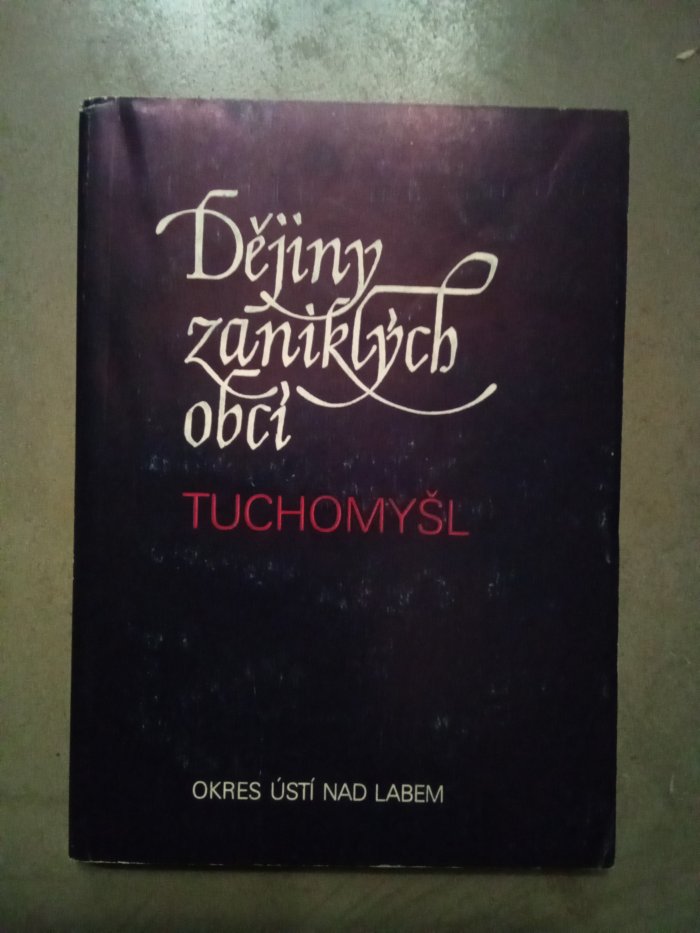 Dějiny
zaniklých
obcí
TUCHOMYŠL
OKRES ÚSTÍ NAD LABEM